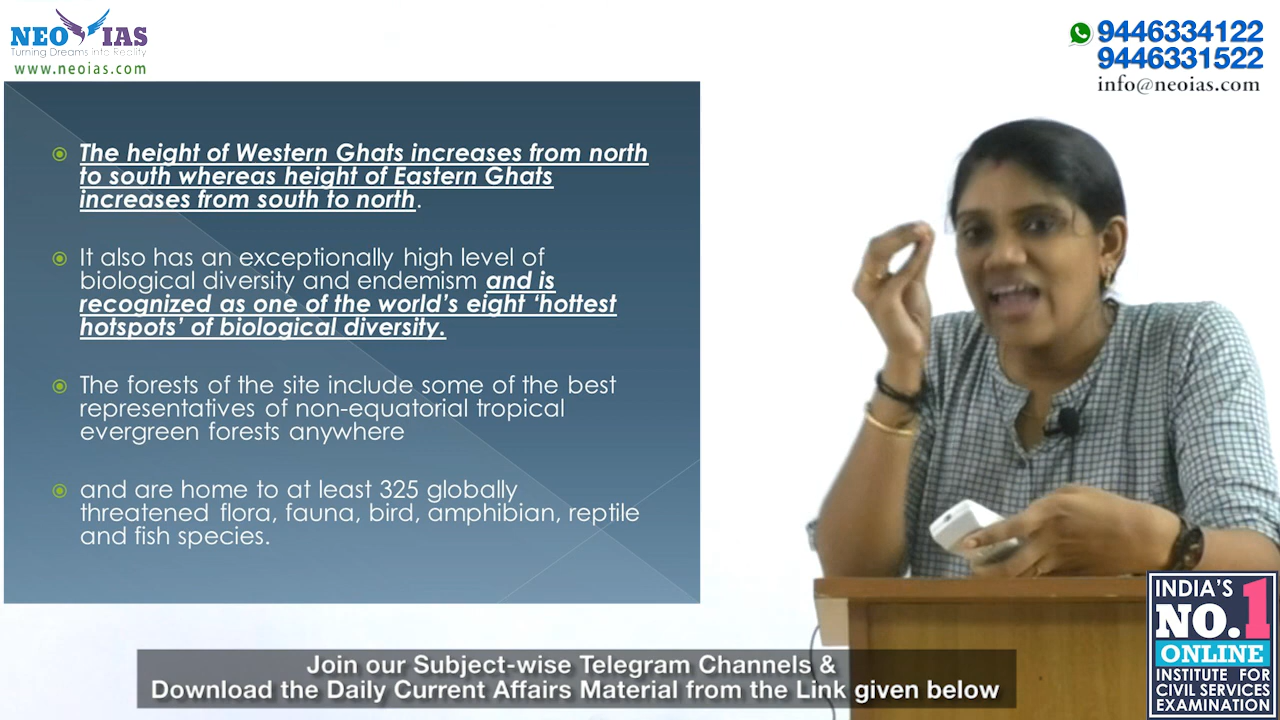 NEO IAS
Turning Dreams into Reality
www.neoias.com
9446334122
9446331522
info@neoias.com
The height of Western Ghats increases from north
to south whereas height of Eastern Ghats
increases from south to north.
It also has an exceptionally high level of
biological diversity and endemism and is
recognized as one of the world's eight 'hottest
hotspots' of biological diversity.
The forests of the site include some of the best
representatives of non-equatorial tropical
evergreen forests anywhere
and are home to at least 325 globally
threatened flora, fauna, bird, amphibian, reptile
and fish species.
INDIA'S
NO.1
ONLINE
INSTITUTE FOR
CIVIL SERVICES
EXAMINATION
Join our Subject-wise Telegram Channels &
Download the Daily Current Affairs Material from the Link given below